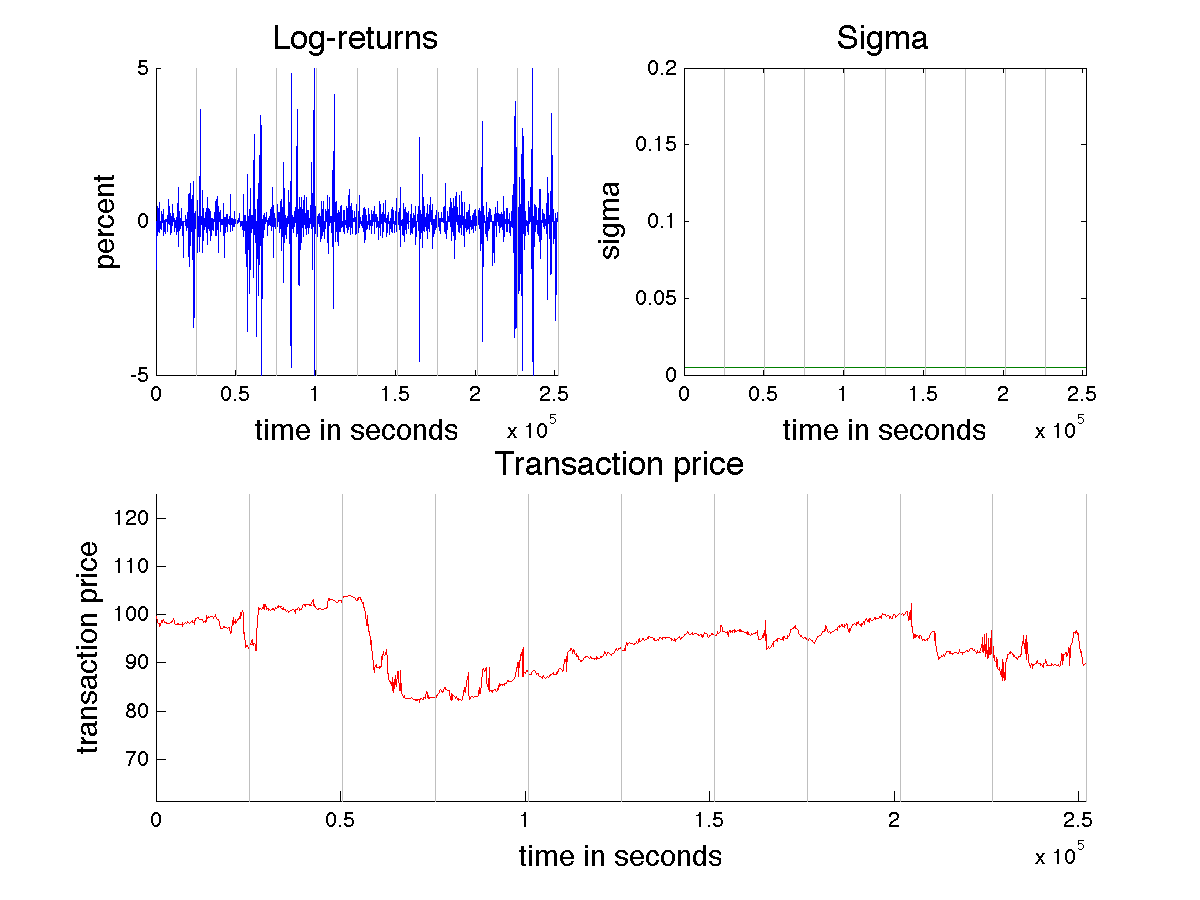 Log-returns
5
0
-5
percent
0 0.5 1 1.5 2 2.5
time in seconds
x 10^5
Sigma
0.2
0.15
0.1
0.05
0
sigma
0 0.5 1 1.5 2 2.5
time in seconds
x 10^5
Transaction price
120
110
100
90
80
70
transaction price
0 0.5 1 1.5 2 2.5
time in seconds
x 10^5